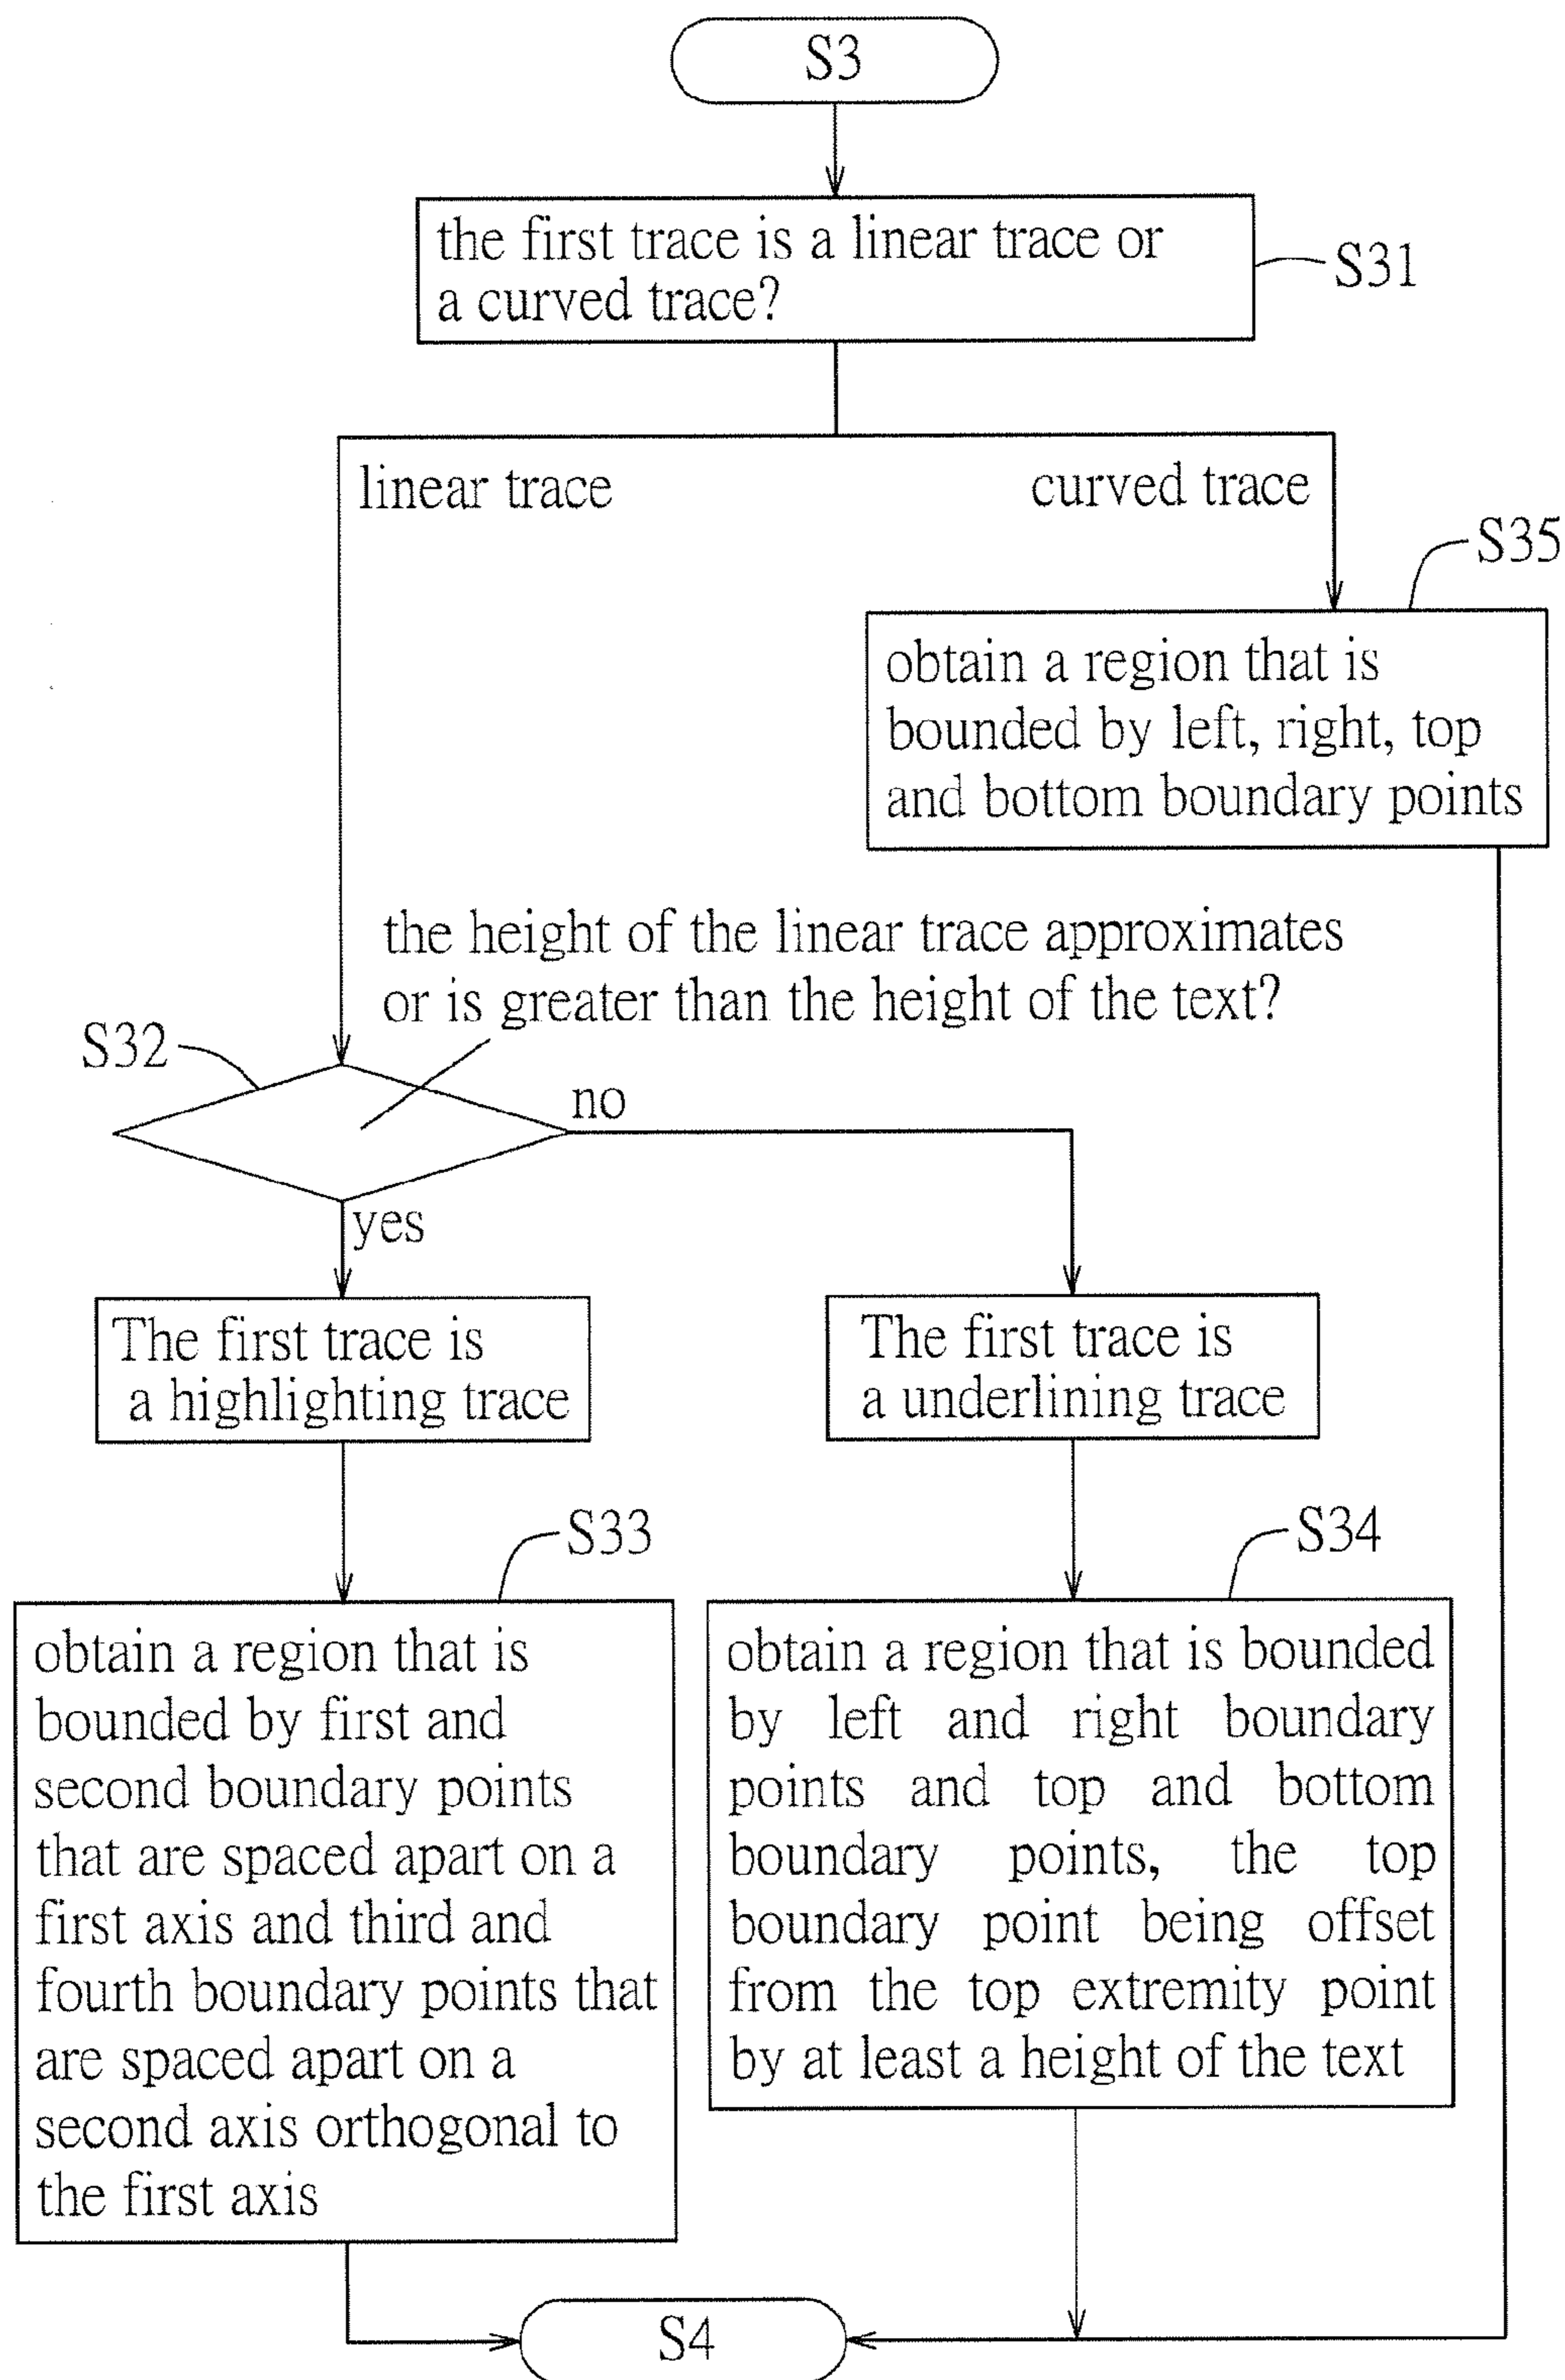 S3
the first trace is a linear trace or
a curved trace?
S31
linear trace
curved trace
S35
obtain a region that is
bounded by left, right, top
and bottom boundary points
the height of the linear trace approximates
or is greater than the height of the text?
S32
no
yes
The first trace is
a highlighting trace
The first trace is
a underlining trace
S33
S34
obtain a region that is
bounded by first and
second boundary points
that are spaced apart on a
first axis and third and
fourth boundary points that
are spaced apart on a
second axis orthogonal to
the first axis
obtain a region that is bounded
by left and right boundary
points and top and bottom
boundary points, the top
boundary point being offset
from the top extremity point
by at least a height of the text
S4